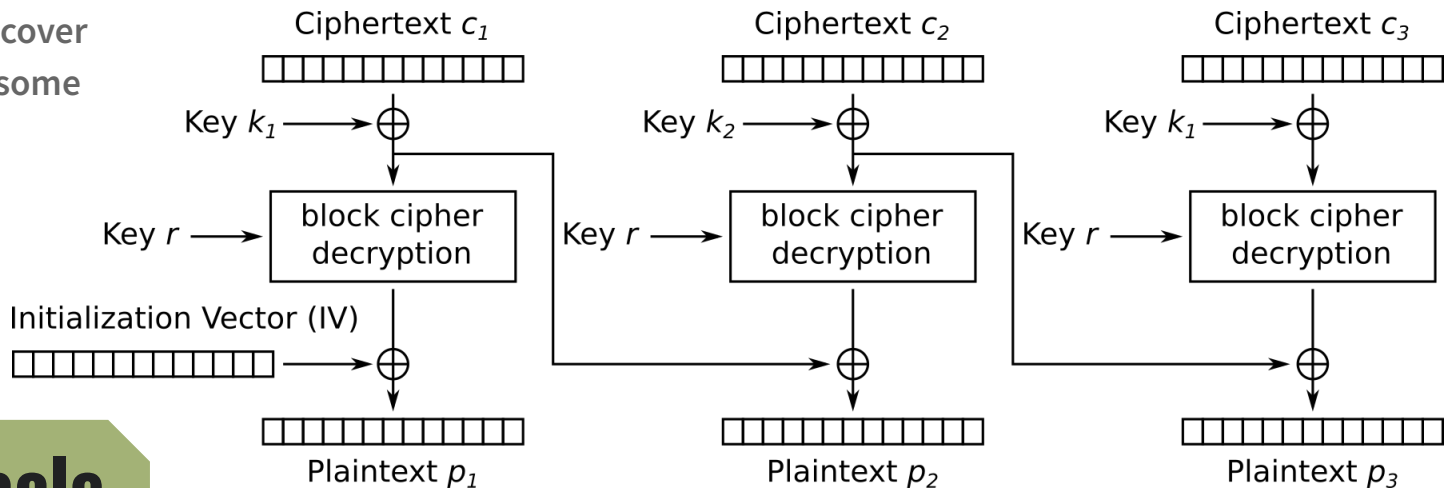 cover
some
Ciphertext c1
Ciphertext c2
Ciphertext c3
Key k1
Key k2
Key k1
block cipher
decryption
block cipher
decryption
block cipher
decryption
Key r
Key r
Key r
Initialization Vector (IV)
Plaintext p1
Plaintext p2
Plaintext p3